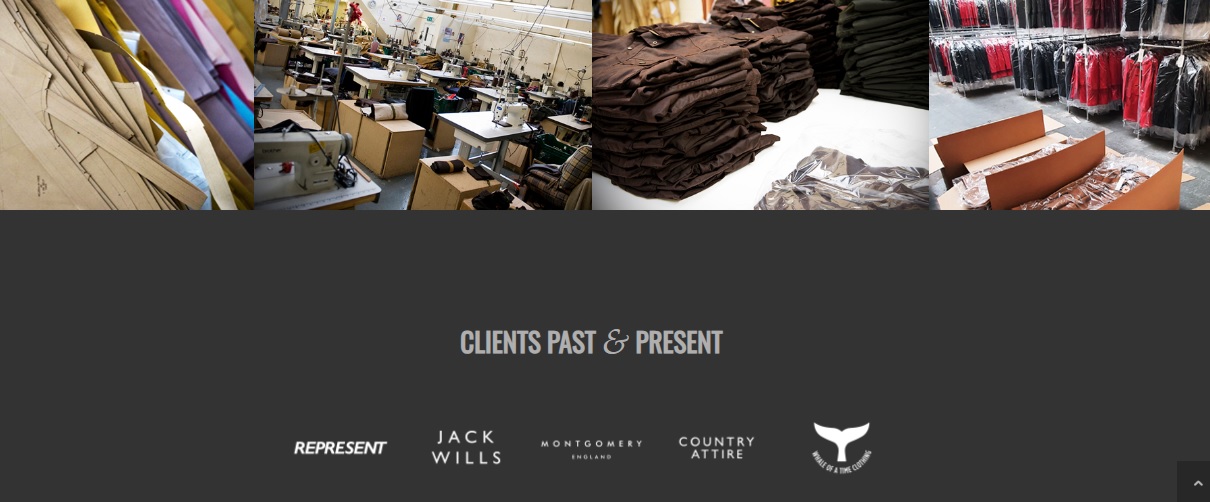 CLIENTS PAST & PRESENT
REPRESENT
JACK
WILLS
MONTGOMERY
ENGLAND
COUNTRY
ATTIRE
WHALE OF A TIME CLOTHING